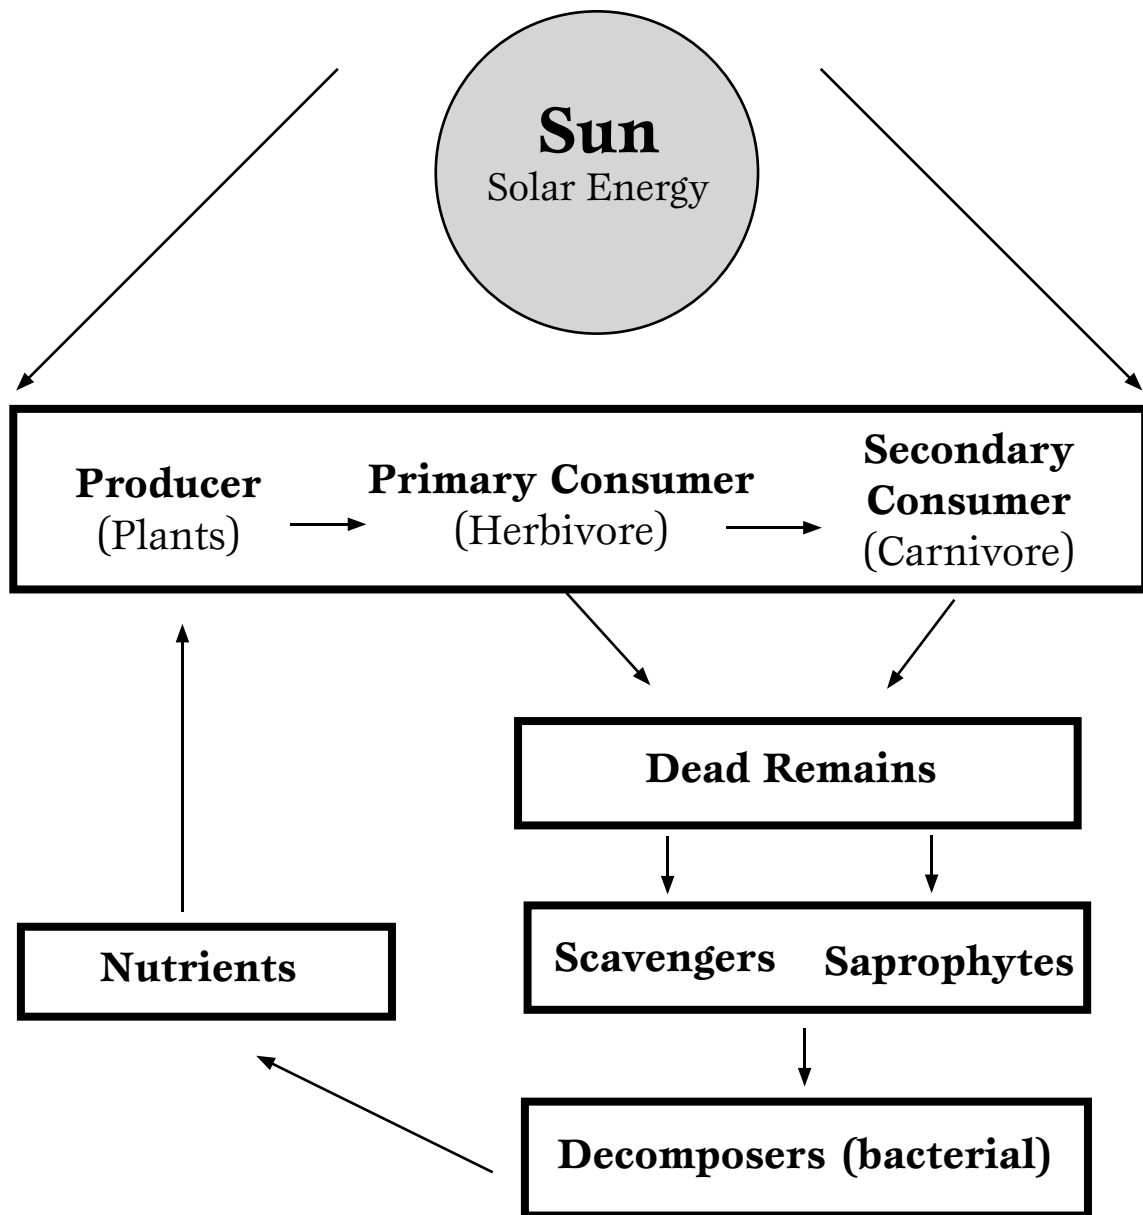 Sun
Solar Energy
Producer
(Plants)
Primary Consumer
(Herbivore)
Secondary
Consumer
(Carnivore)
Dead Remains
Nutrients
Scavengers
Saprophytes
Decomposers (bacterial)